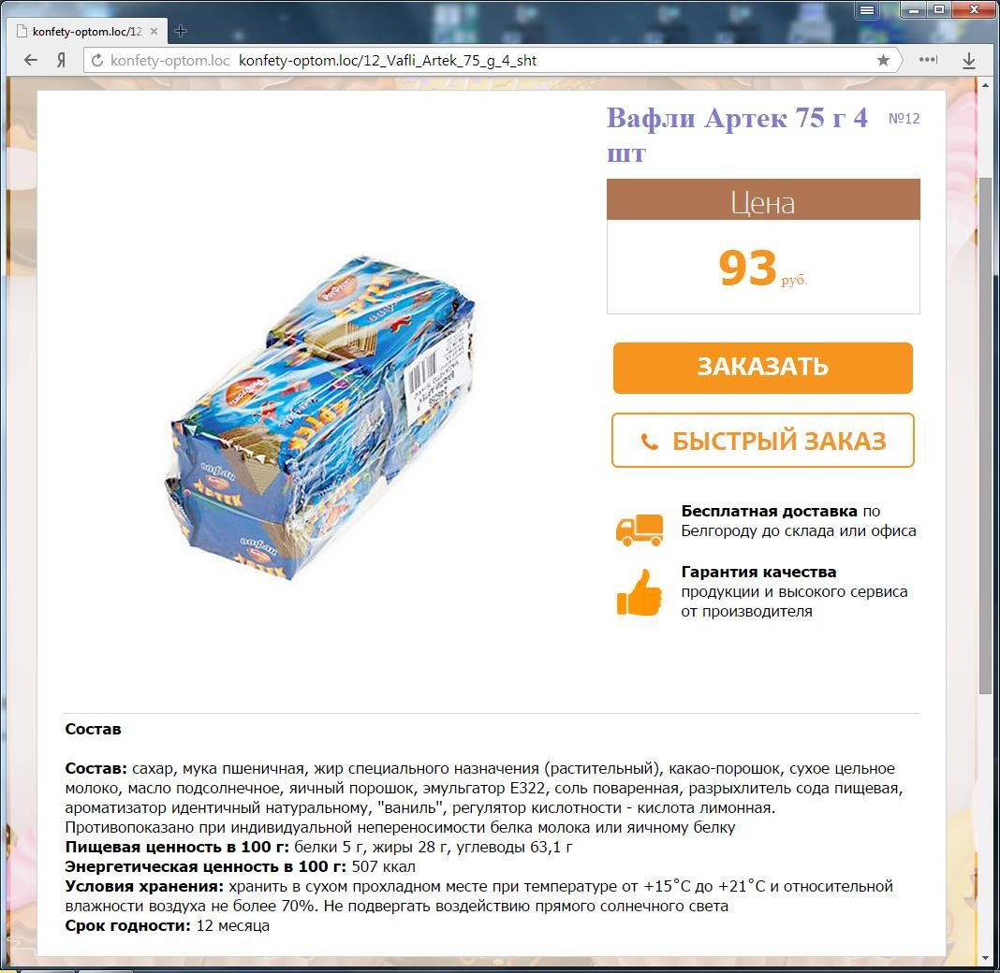 konfety-optom.loc/12
konfety-optom.loc konfety-optom.loc/12_Vafli_Artek_75_g_4_sht
Вафли Артек 75 г 4
шт
№12
Цена
93 руб.
ЗАКАЗАТЬ
БЫСТРЫЙ ЗАКАЗ
Бесплатная доставка по
Белгороду до склада или офиса
Гарантия качества
продукции и высокого сервиса
от производителя
АРТЕК
вафли
АРТЕК
вафли
АРТЕК
Состав
Состав: сахар, мука пшеничная, жир специального назначения (растительный), какао-порошок, сухое цельное
молоко, масло подсолнечное, яичный порошок, эмульгатор Е322, соль поваренная, разрыхлитель сода пищевая,
ароматизатор идентичный натуральному, "ваниль", регулятор кислотности - кислота лимонная.
Противопоказано при индивидуальной непереносимости белка молока или яичному белку
Пищевая ценность в 100 г: белки 5 г, жиры 28 г, углеводы 63,1 г
Энергетическая ценность в 100 г: 507 ккал
Условия хранения: хранить в сухом прохладном месте при температуре от +15˚С до +21˚С и относительной
влажности воздуха не более 70%. Не подвергать воздействию прямого солнечного света
Срок годности: 12 месяца